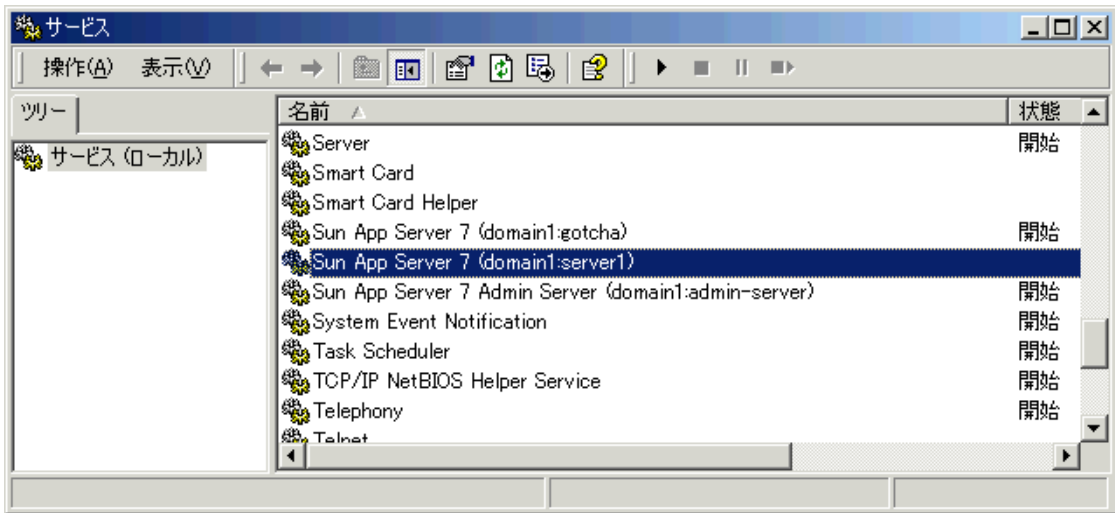 サービス
操作(A) 表示(V)
ツリー
サービス (ローカル)
名前 状態
Server 開始
Smart Card
Smart Card Helper
Sun App Server 7 (domain1:gotcha) 開始
Sun App Server 7 (domain1:server1)
Sun App Server 7 Admin Server (domain1:admin-server) 開始
System Event Notification 開始
Task Scheduler 開始
TCP/IP NetBIOS Helper Service 開始
Telephony 開始
Telnet